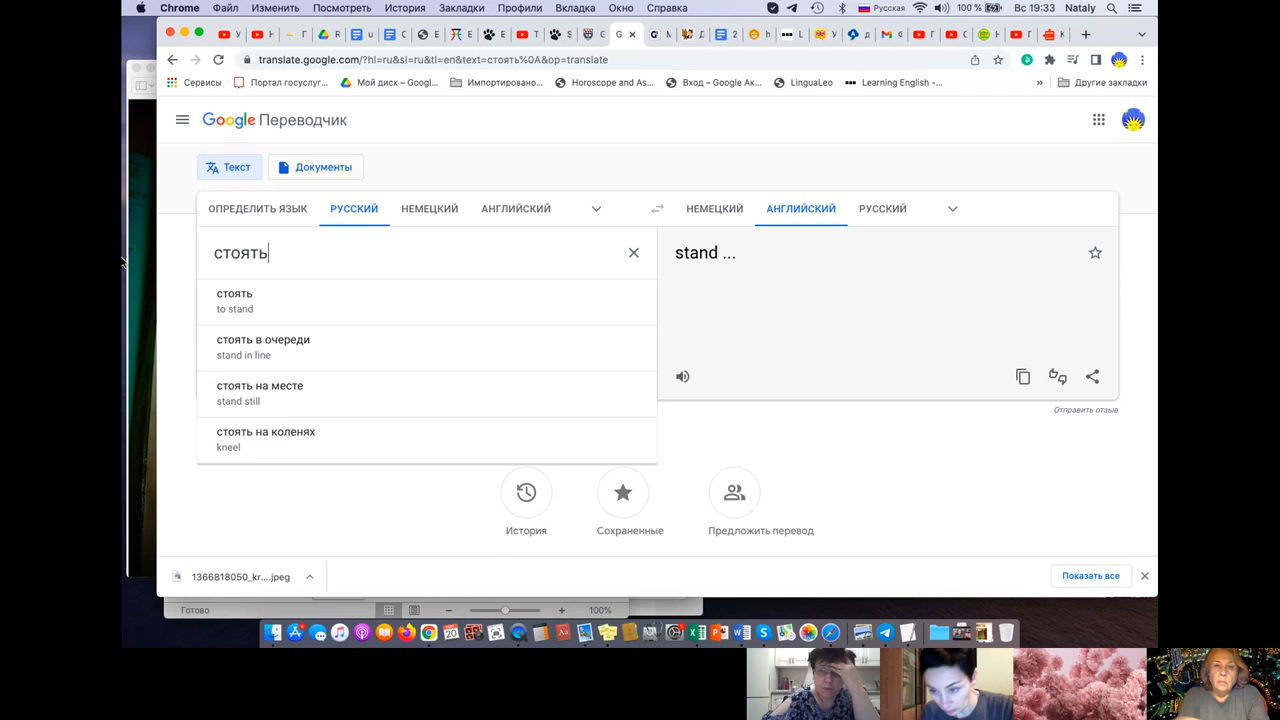 Chrome Файл Изменить Посмотреть История Закладки Профили Вкладка Окно Справка Русская 100 % Вс 19:33 Nataly
translate.google.com/?hl=ru&sl=ru&tl=en&text=стоять%0A&op=translate
Сервисы Портал госуслуг... Мой диск – Googl... Импортировано... Horoscope and As... Вход – Google Ак... LinguaLeo Learning English -... » Другие закладки
Google Переводчик
Текст Документы
ОПРЕДЕЛИТЬ ЯЗЫК РУССКИЙ НЕМЕЦКИЙ АНГЛИЙСКИЙ НЕМЕЦКИЙ АНГЛИЙСКИЙ РУССКИЙ
стоять stand ...
стоять
to stand
стоять в очереди
stand in line
стоять на месте
stand still
стоять на коленях
kneel
Отправить отзыв
История Сохраненные Предложить перевод
1366818050_kr....jpeg Показать все
Готово 100%